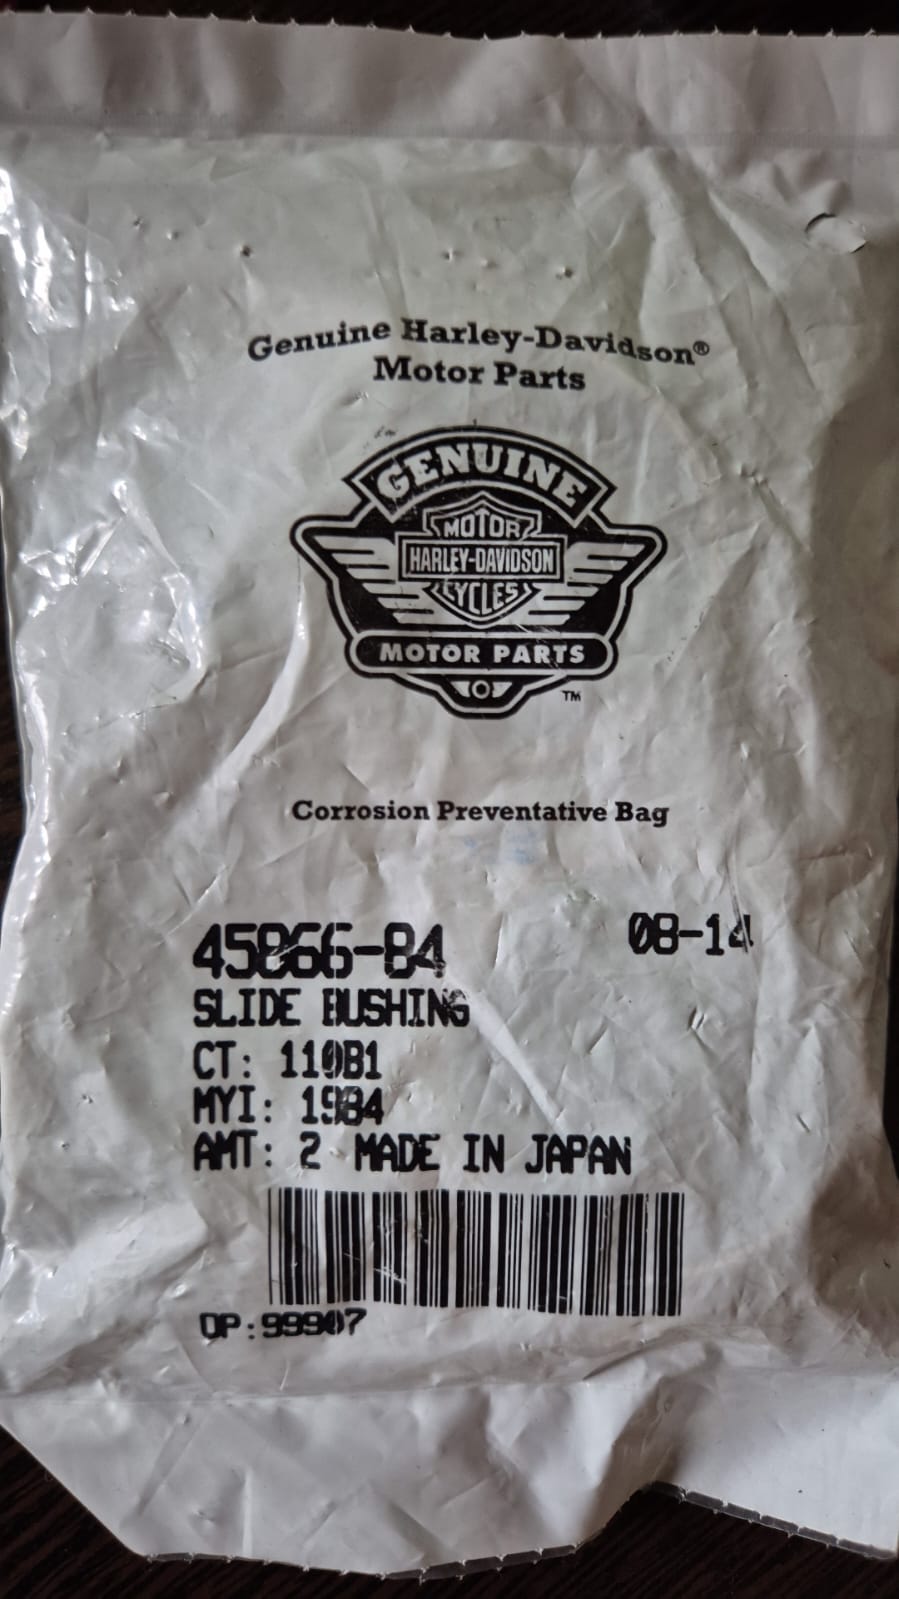 Genuine Harley-Davidson®
Motor Parts
GENUINE
MOTOR
HARLEY-DAVIDSON
CYCLES
MOTOR PARTS
TM
Corrosion Preventative Bag
45866-84 08-14
SLIDE BUSHING
CT: 110B1
MYI: 1984
AMT: 2 MADE IN JAPAN
OP:99907